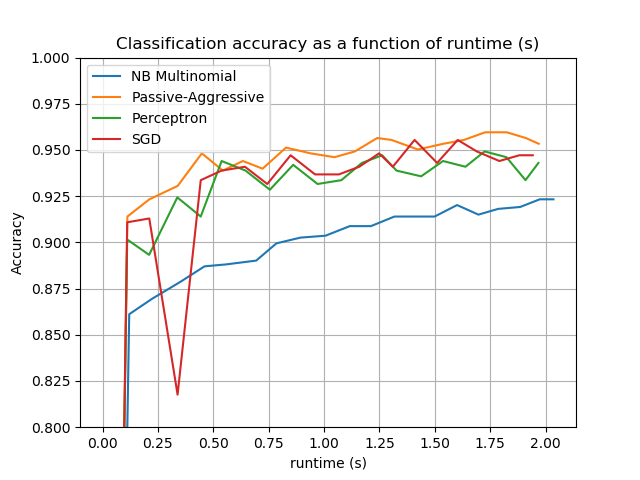 Classification accuracy as a function of runtime (s)
NB Multinomial
Passive-Aggressive
Perceptron
SGD
1.000
0.975
0.950
0.925
0.900
0.875
0.850
0.825
0.800
Accuracy
0.00 0.25 0.50 0.75 1.00 1.25 1.50 1.75 2.00
runtime (s)